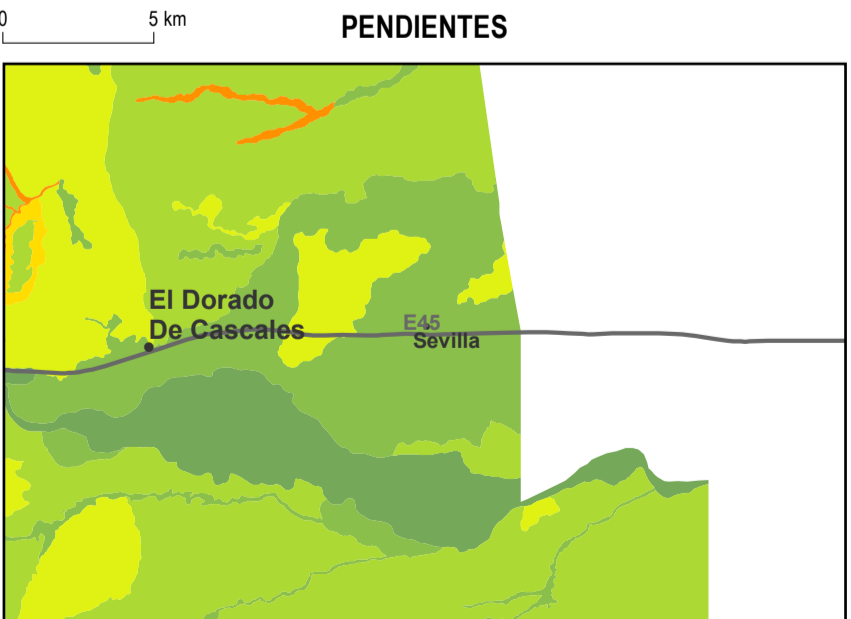 0
5 km
PENDIENTES
El Dorado
De Cascales
E45
Sevilla